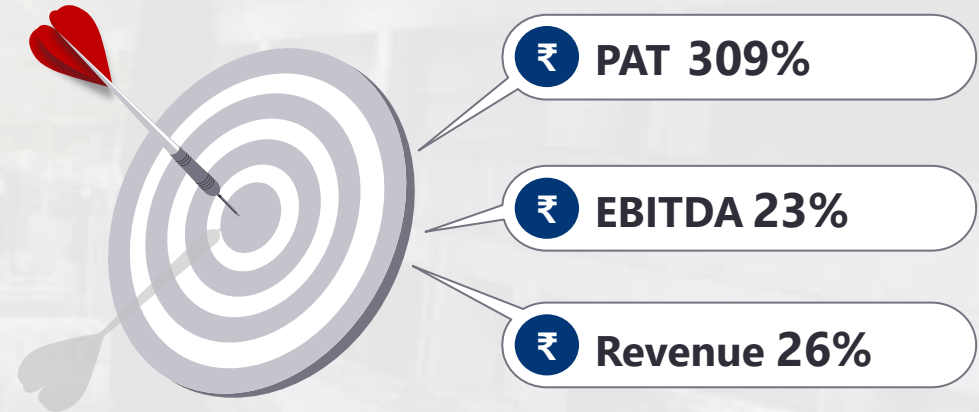 ₹ PAT 309%
₹ EBITDA 23%
₹ Revenue 26%